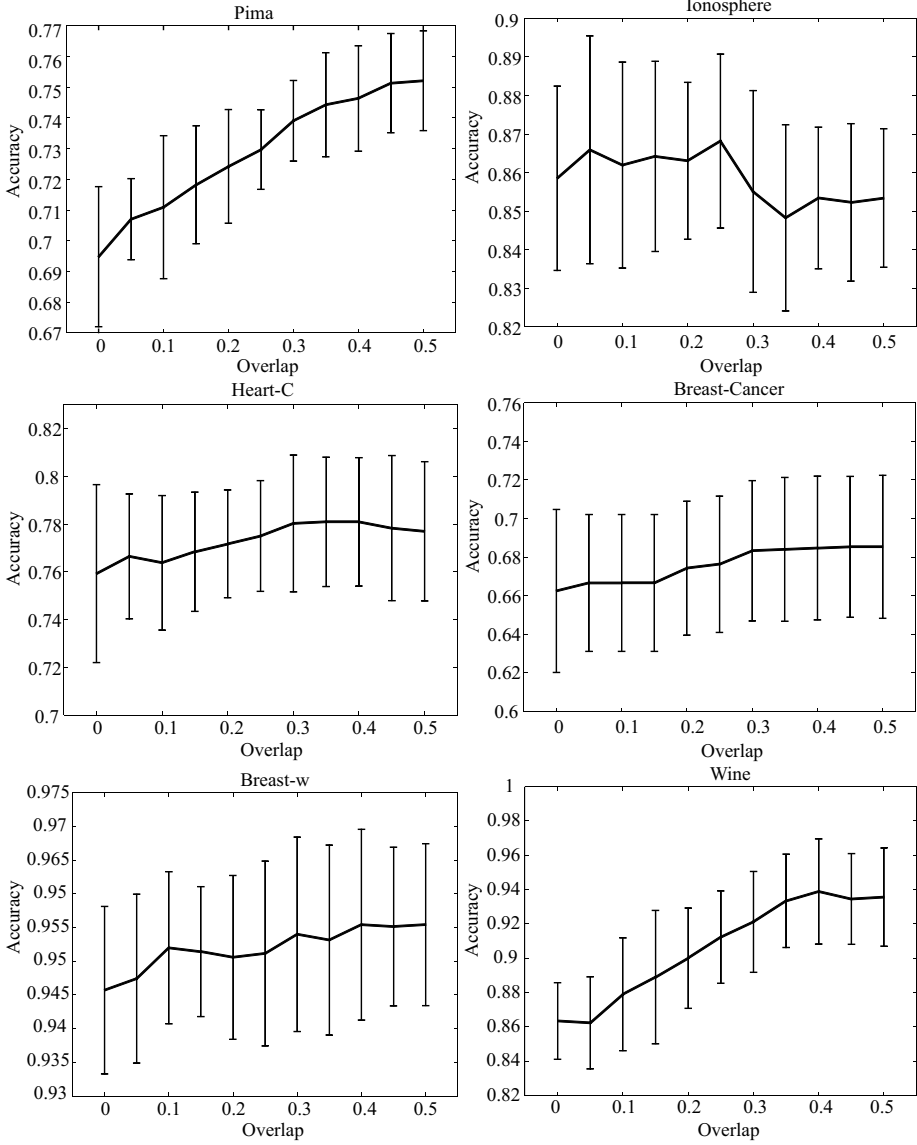 Pima
0.77
0.76
0.75
0.74
0.73
0.72
0.71
0.7
0.69
0.68
0.67
Accuracy
0 0.1 0.2 0.3 0.4 0.5
Overlap
Ionosphere
0.9
0.89
0.88
0.87
0.86
0.85
0.84
0.83
0.82
Accuracy
0 0.1 0.2 0.3 0.4 0.5
Overlap
Heart-C
0.82
0.8
0.78
0.76
0.74
0.72
0.7
Accuracy
0 0.1 0.2 0.3 0.4 0.5
Overlap
Breast-Cancer
0.76
0.74
0.72
0.7
0.68
0.66
0.64
0.62
0.6
Accuracy
0 0.1 0.2 0.3 0.4 0.5
Overlap
Breast-w
0.975
0.97
0.965
0.95
0.955
0.95
0.945
0.94
0.935
0.93
Accuracy
0 0.1 0.2 0.3 0.4 0.5
Overlap
Wine
1
0.98
0.96
0.94
0.92
0.9
0.88
0.86
0.84
0.82
Accuracy
0 0.1 0.2 0.3 0.4 0.5
Overlap